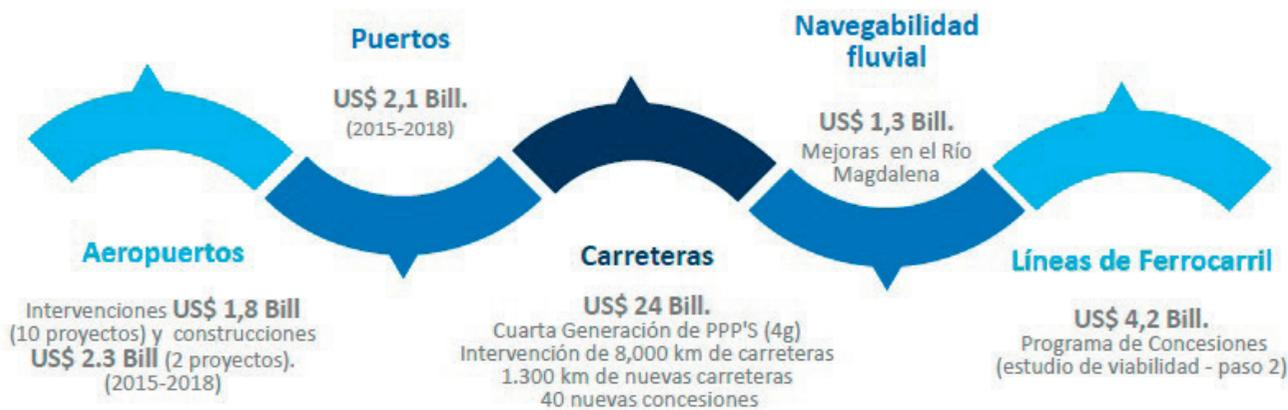 Aeropuertos
Intervenciones US$ 1,8 Bill
(10 proyectos) y construcciones
US$ 2.3 Bill (2 proyectos).
(2015-2018)
Puertos
US$ 2,1 Bill.
(2015-2018)
Carreteras
US$ 24 Bill.
Cuarta Generación de PPP'S (4g)
Intervención de 8,000 km de carreteras
1.300 km de nuevas carreteras
40 nuevas concesiones
Navegabilidad
fluvial
US$ 1,3 Bill.
Mejoras en el Río
Magdalena
Líneas de Ferrocarril
US$ 4,2 Bill.
Programa de Concesiones
(estudio de viabilidad - paso 2)